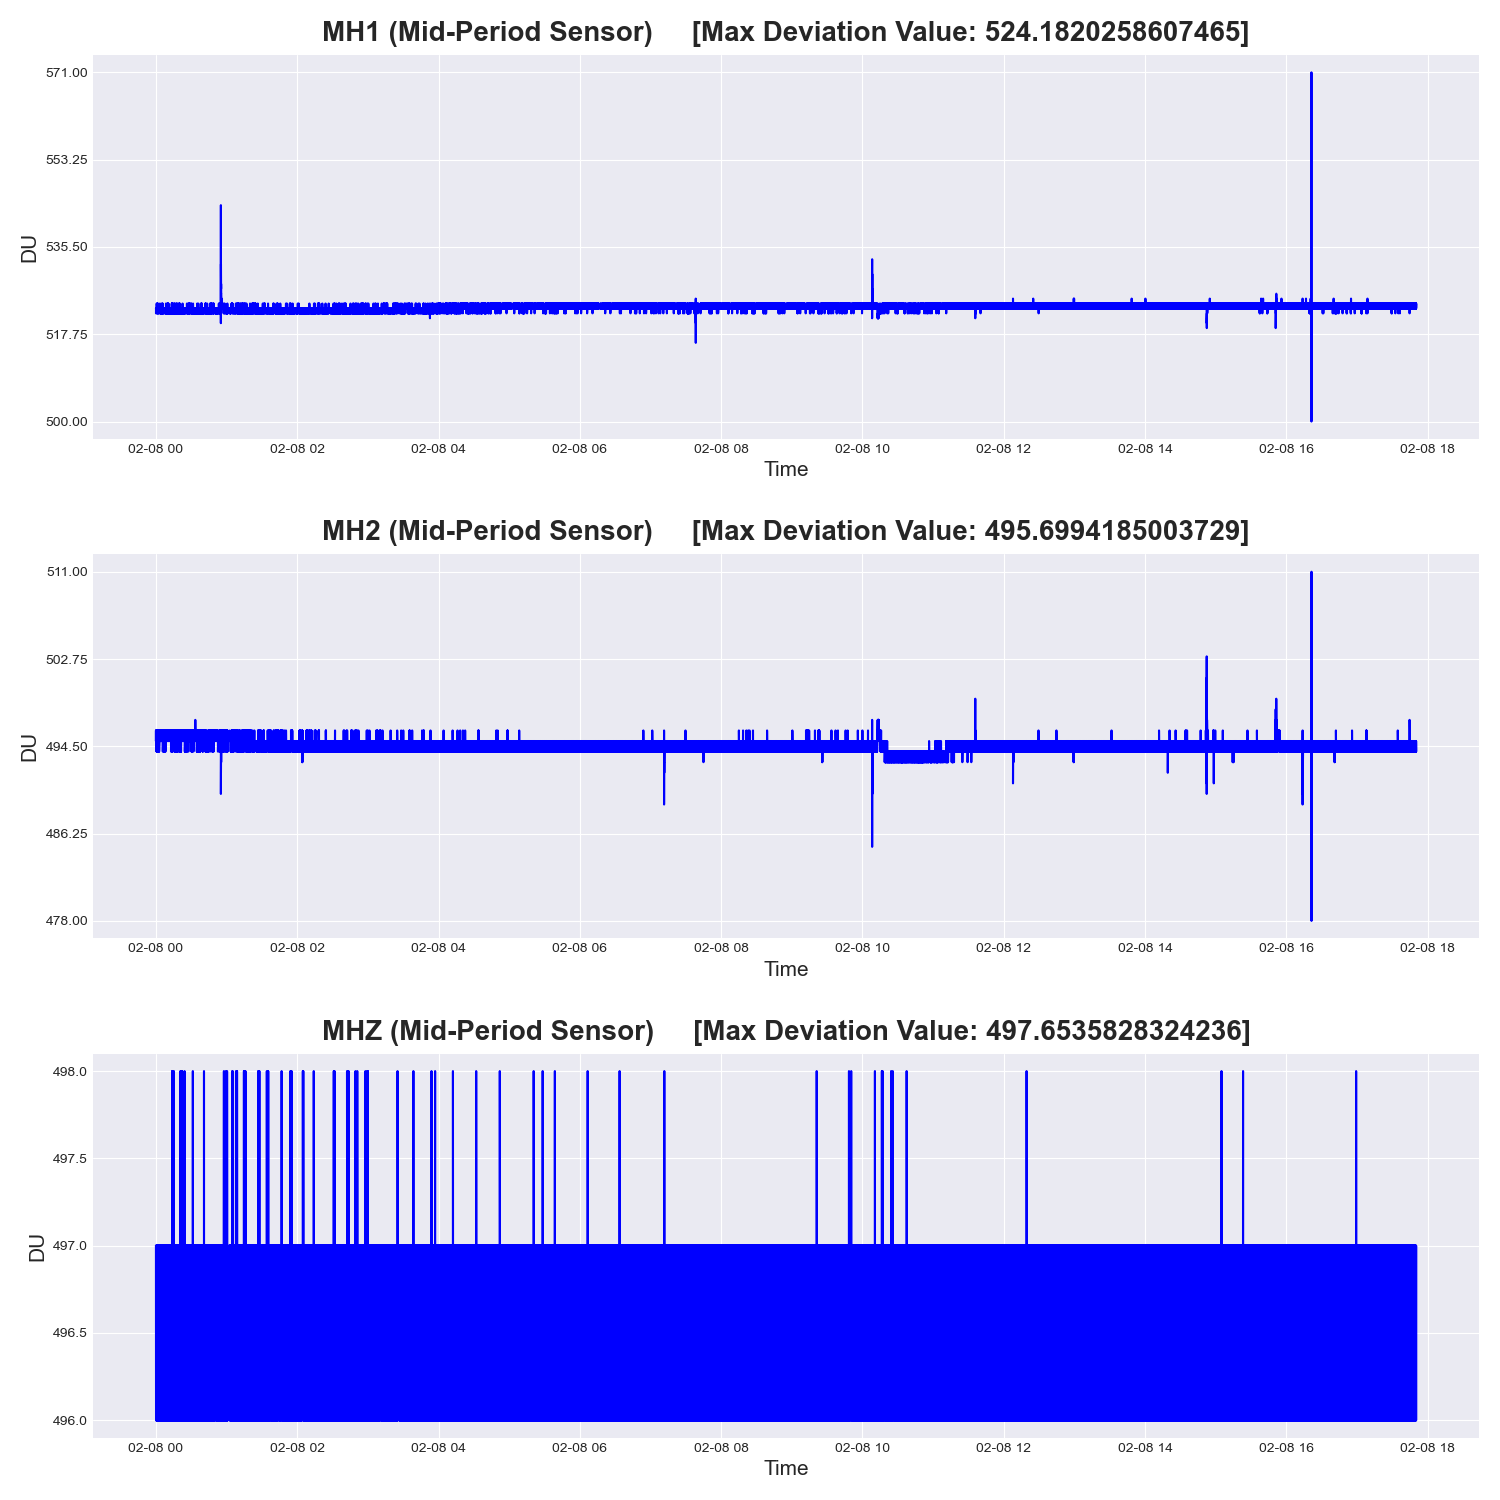 MH1 (Mid-Period Sensor) [Max Deviation Value: 524.1820258607465]
571.00
553.25
535.50
517.75
500.00
DU
02-08 00 02-08 02 02-08 04 02-08 06 02-08 08 02-08 10 02-08 12 02-08 14 02-08 16 02-08 18
Time
MH2 (Mid-Period Sensor) [Max Deviation Value: 495.6994185003729]
511.00
502.75
494.50
486.25
478.00
DU
02-08 00 02-08 02 02-08 04 02-08 06 02-08 08 02-08 10 02-08 12 02-08 14 02-08 16 02-08 18
Time
MHZ (Mid-Period Sensor) [Max Deviation Value: 497.6535828324236]
498.0
497.5
497.0
496.5
496.0
DU
02-08 00 02-08 02 02-08 04 02-08 06 02-08 08 02-08 10 02-08 12 02-08 14 02-08 16 02-08 18
Time